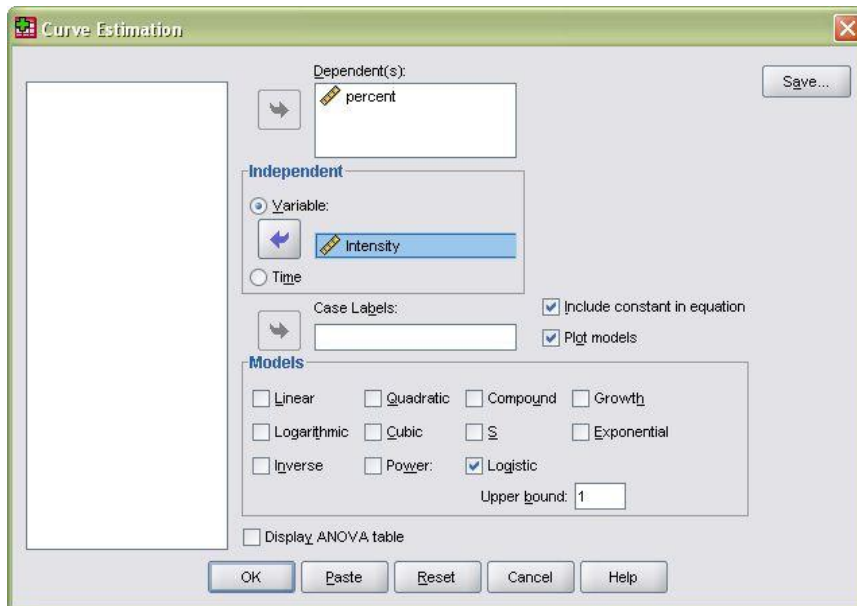 Curve Estimation
Dependent(s):
percent
Save...
Independent
Variable:
Intensity
Time
Case Labels:
Include constant in equation
Plot models
Models
Linear Quadratic Compound Growth
Logarithmic Cubic S Exponential
Inverse Power: Logistic
Upper bound: 1
Display ANOVA table
OK Paste Reset Cancel Help